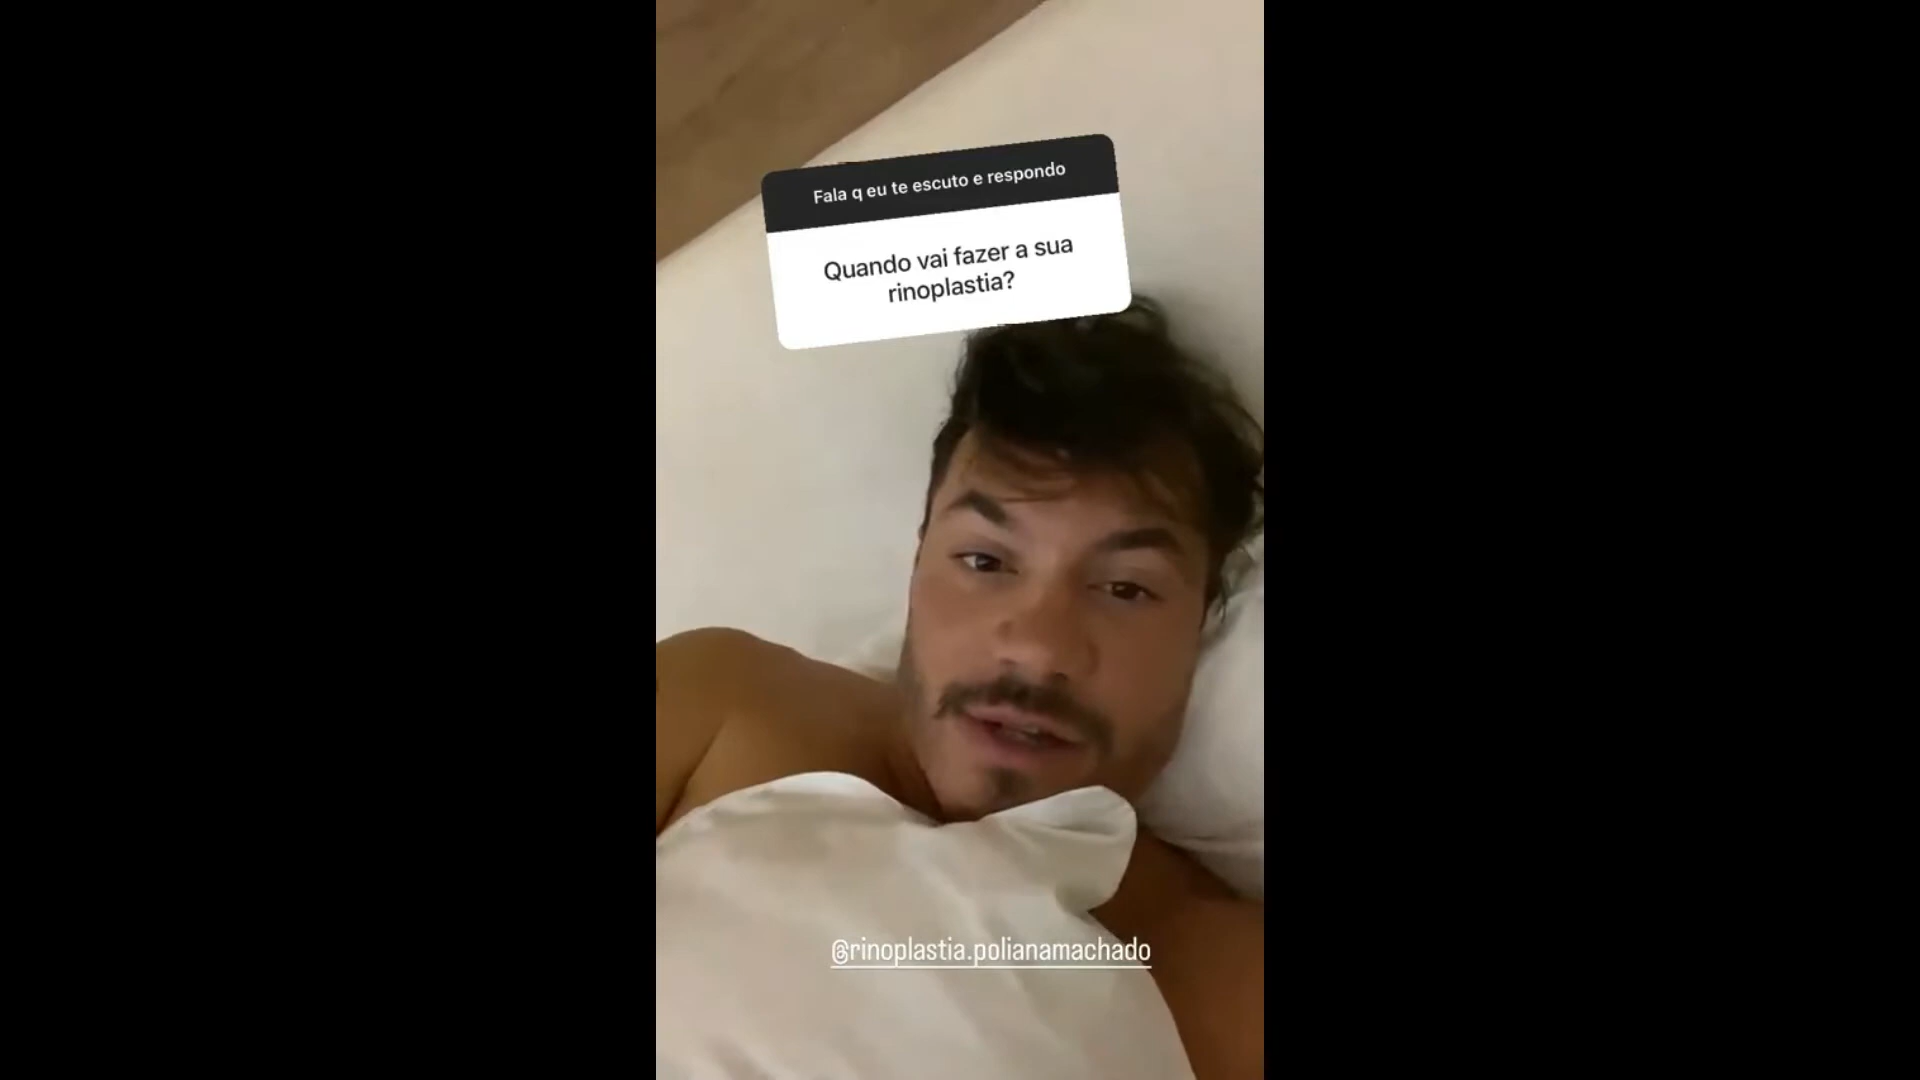 Fala q eu te escuto e respondo
Quando vai fazer a sua
rinoplastia?
@rinoplastia.polianamachado